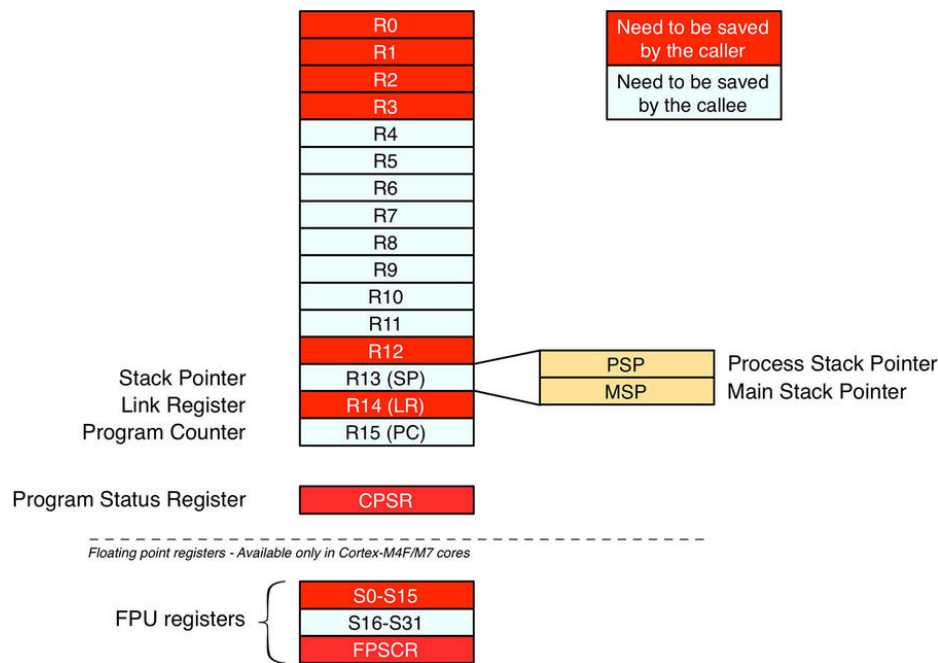 R0
R1
R2
R3
R4
R5
R6
R7
R8
R9
R10
R11
R12
Stack Pointer R13 (SP)
Link Register R14 (LR)
Program Counter R15 (PC)
Need to be saved
by the caller
Need to be saved
by the callee
PSP Process Stack Pointer
MSP Main Stack Pointer
Program Status Register CPSR
Floating point registers - Available only in Cortex-M4F/M7 cores
FPU registers
S0-S15
S16-S31
FPSCR